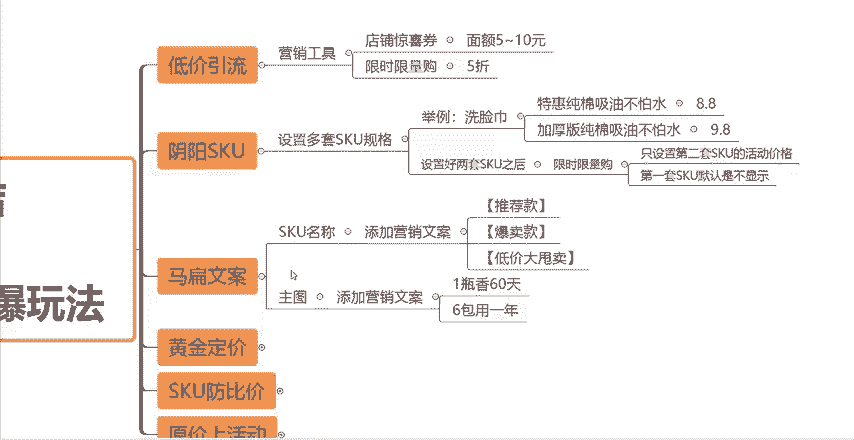 低价引流
营销工具
店铺惊喜券
面额5~10元
限时限量购
5折
阴阳SKU
设置多套SKU规格
举例：洗脸巾
特惠纯棉吸油不怕水
8.8
加厚版纯棉吸油不怕水
9.8
设置好两套SKU之后
限时限量购
只设置第二套SKU的活动价格
第一套SKU默认是不显示
马扁文案
SKU名称
添加营销文案
【推荐款】
【爆卖款】
【低价大甩卖】
主图
添加营销文案
1瓶香60天
6包用一年
爆玩法
黄金定价
SKU防比价
原价上活动